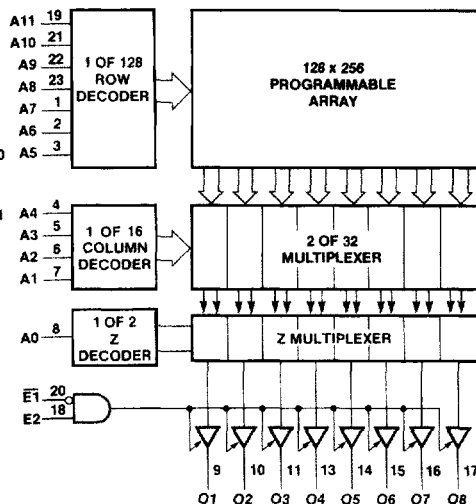 A11 19
A10 21
A9 22
A8 23
A7 1
A6 2
A5 3
1 OF 128
ROW
DECODER
128 x 256
PROGRAMMABLE
ARRAY
A4 4
A3 5
A2 6
A1 7
1 OF 16
COLUMN
DECODER
2 OF 32
MULTIPLEXER
A0 8
1 OF 2
Z
DECODER
Z MULTIPLEXER
E1 20
E2 18
9 10 11 13 14 15 16 17
O1 O2 O3 O4 O5 O6 O7 O8